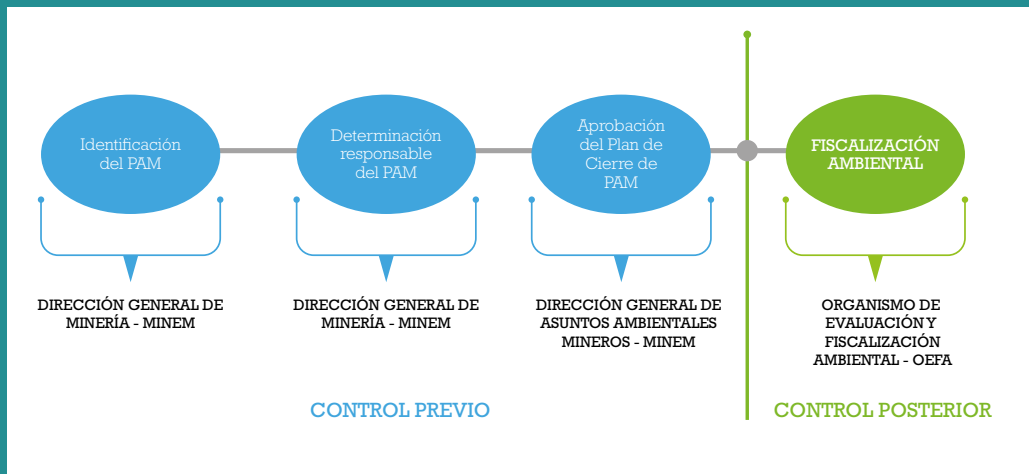 Identificación
del PAM
Determinación
responsable
del PAM
Aprobación
del Plan de
Cierre de
PAM
FISCALIZACIÓN
AMBIENTAL
DIRECCIÓN GENERAL DE
MINERÍA - MINEM
DIRECCIÓN GENERAL DE
MINERÍA - MINEM
DIRECCIÓN GENERAL DE
ASUNTOS AMBIENTALES
MINEROS - MINEM
ORGANISMO DE
EVALUACIÓN Y
FISCALIZACIÓN
AMBIENTAL - OEFA
CONTROL PREVIO
CONTROL POSTERIOR